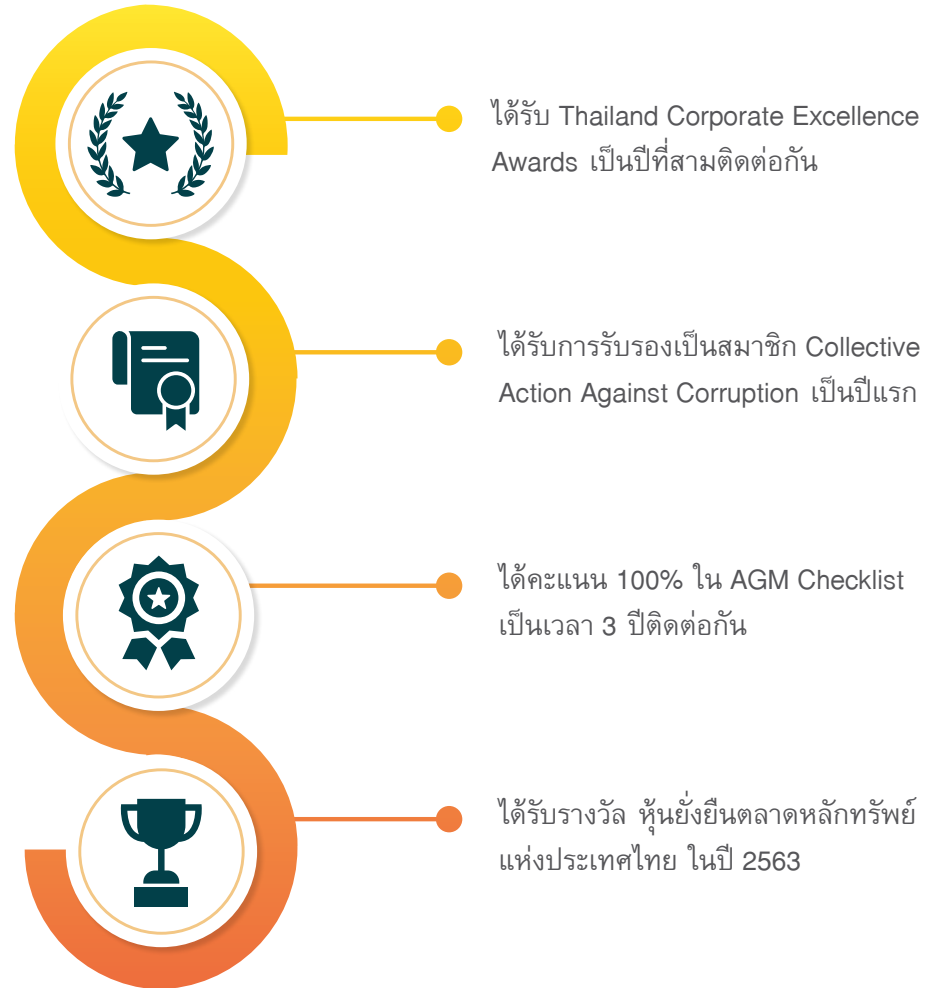 ได้รับ Thailand Corporate Excellence
Awards เป็นปีที่สามติดต่อกัน
ได้รับการรับรองเป็นสมาชิก Collective
Action Against Corruption เป็นปีแรก
ได้คะแนน 100% ใน AGM Checklist
เป็นเวลา 3 ปีติดต่อกัน
ได้รับรางวัล หุ้นยั่งยืนตลาดหลักทรัพย์
แห่งประเทศไทย ในปี 2563